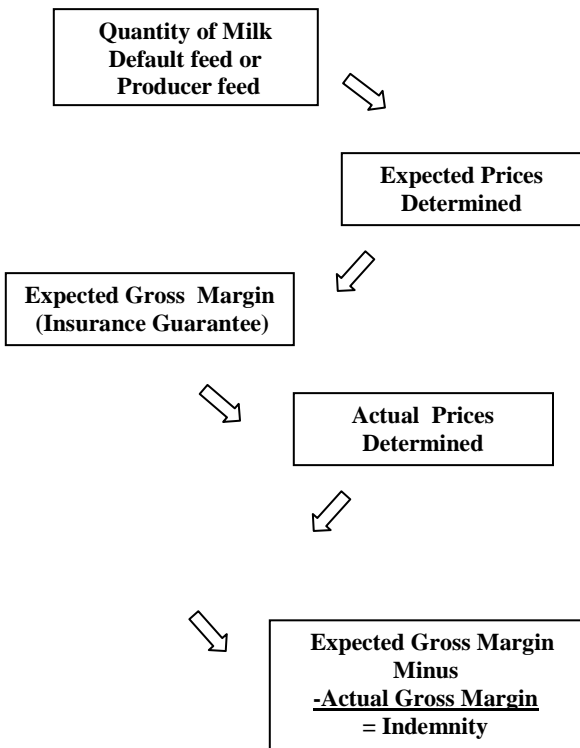 Quantity of Milk
Default feed or
Producer feed
Expected Prices
Determined
Expected Gross Margin
(Insurance Guarantee)
Actual Prices
Determined
Expected Gross Margin
Minus
-Actual Gross Margin
= Indemnity